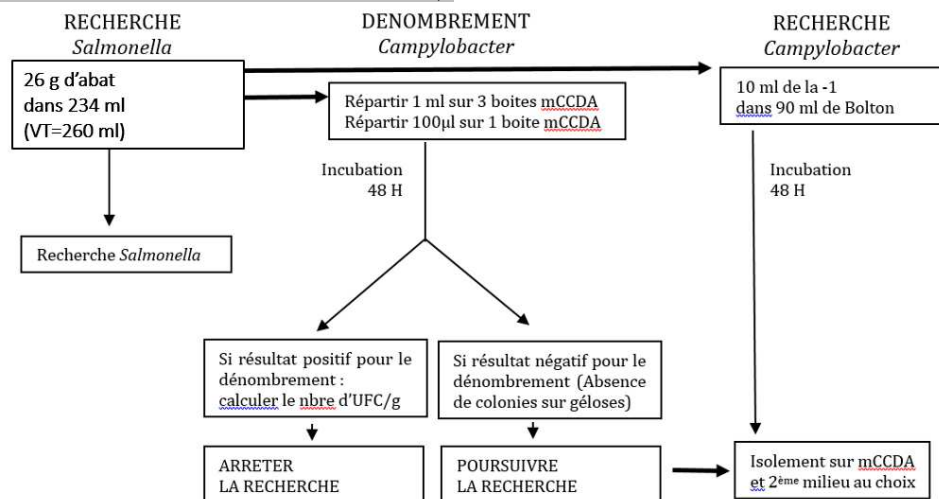 RECHERCHE
Salmonella
DENOMBREMENT
Campylobacter
RECHERCHE
Campylobacter
26 g d'abat
dans 234 ml
(VT=260 ml)
Répartir 1 ml sur 3 boites mCCDA
Répartir 100µl sur 1 boite mCCDA
10 ml de la -1
dans 90 ml de Bolton
Incubation
48 H
Incubation
48 H
Recherche Salmonella
Si résultat positif pour le
dénombrement :
calculer le nbre d'UFC/g
Si résultat négatif pour le
dénombrement (Absence
de colonies sur géloses)
ARRETER
LA RECHERCHE
POURSUIVRE
LA RECHERCHE
Isolement sur mCCDA
et 2ème milieu au choix